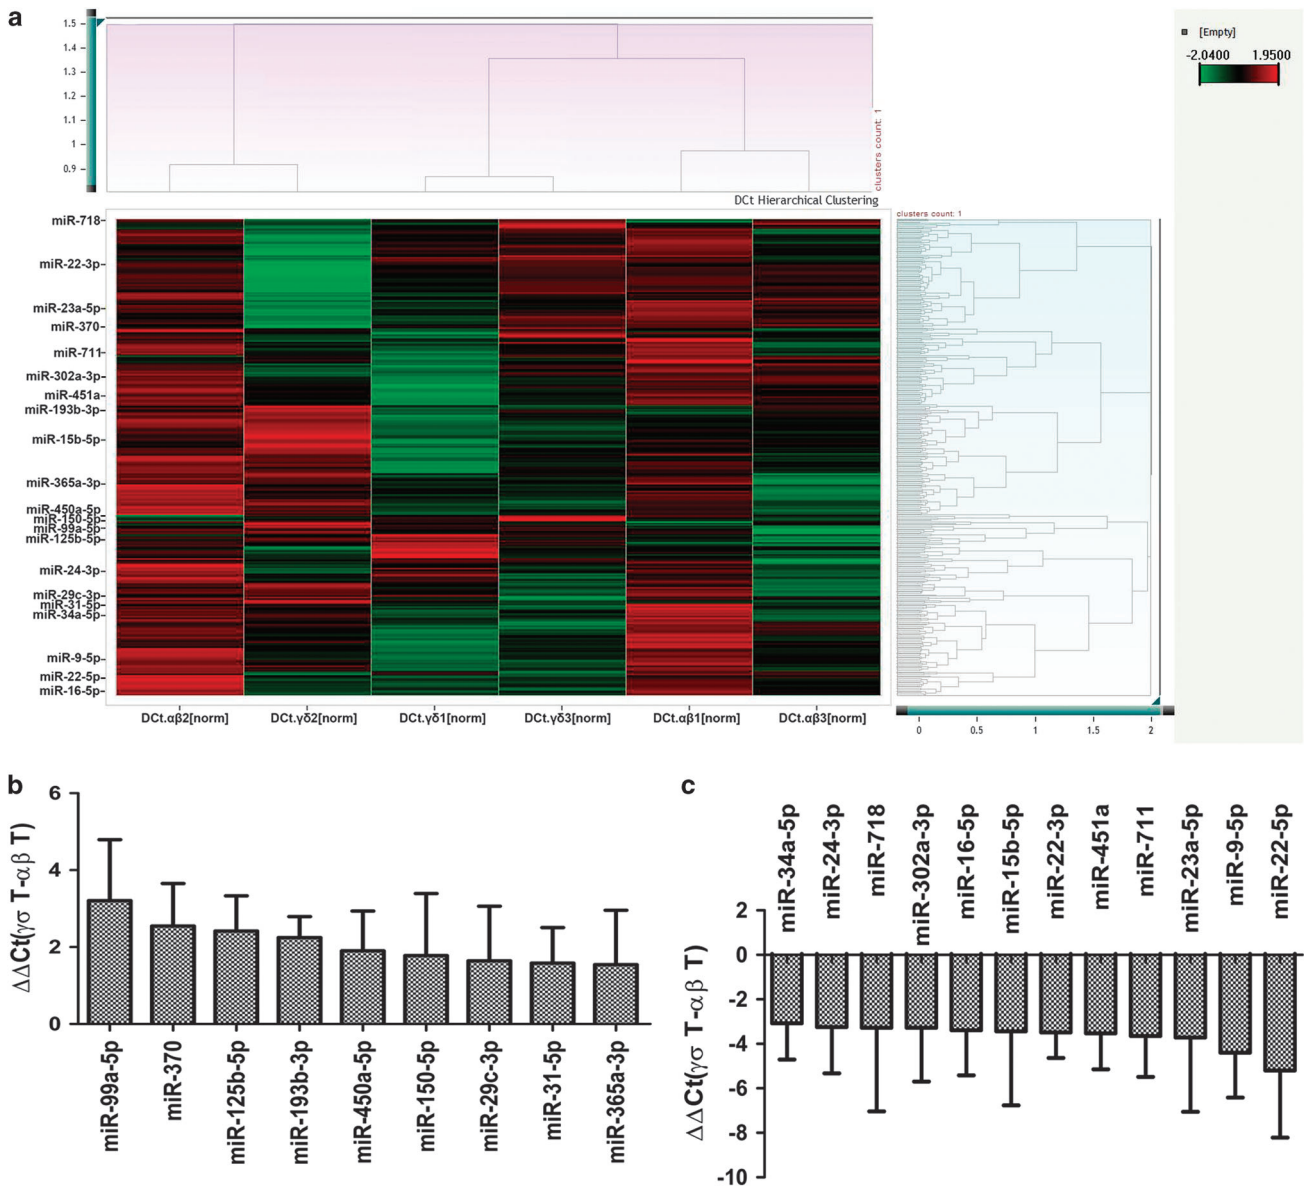 a
1.5
1.4
1.3
1.2
1.1
1
0.9
clusters count: 1
[Empty]
-2.0400 1.9500
DCt Hierarchical Clustering
clusters count: 1
miR-718
miR-22-3p
miR-23a-5p
miR-370
miR-711
miR-302a-3p
miR-451a
miR-193b-3p
miR-15b-5p
miR-365a-3p
miR-450a-5p
miR-150-5p
miR-99a-5p
miR-125b-5p
miR-24-3p
miR-29c-3p
miR-31-5p
miR-34a-5p
miR-9-5p
miR-22-5p
miR-16-5p
DCt.αβ2[norm] DCt.γδ2[norm] DCt.γδ1[norm] DCt.γδ3[norm] DCt.αβ1[norm] DCt.αβ3[norm]
0 0.5 1 1.5 2
b
ΔΔCt(γσ T-αβ T)
6
4
2
0
miR-99a-5p
miR-370
miR-125b-5p
miR-193b-3p
miR-450a-5p
miR-150-5p
miR-29c-3p
miR-31-5p
miR-365a-3p
c
miR-34a-5p
miR-24-3p
miR-718
miR-302a-3p
miR-16-5p
miR-15b-5p
miR-22-3p
miR-451a
miR-711
miR-23a-5p
miR-9-5p
miR-22-5p
ΔΔCt(γσ T-αβ T)
2
0
-2
-4
-6
-8
-10